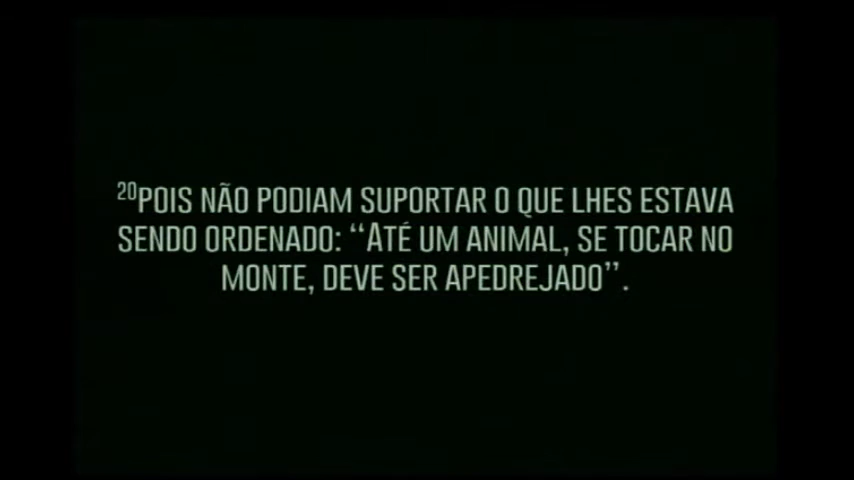 ²⁰POIS NÃO PODIAM SUPORTAR O QUE LHES ESTAVA
SENDO ORDENADO: “ATÉ UM ANIMAL, SE TOCAR NO
MONTE, DEVE SER APEDREJADO”.